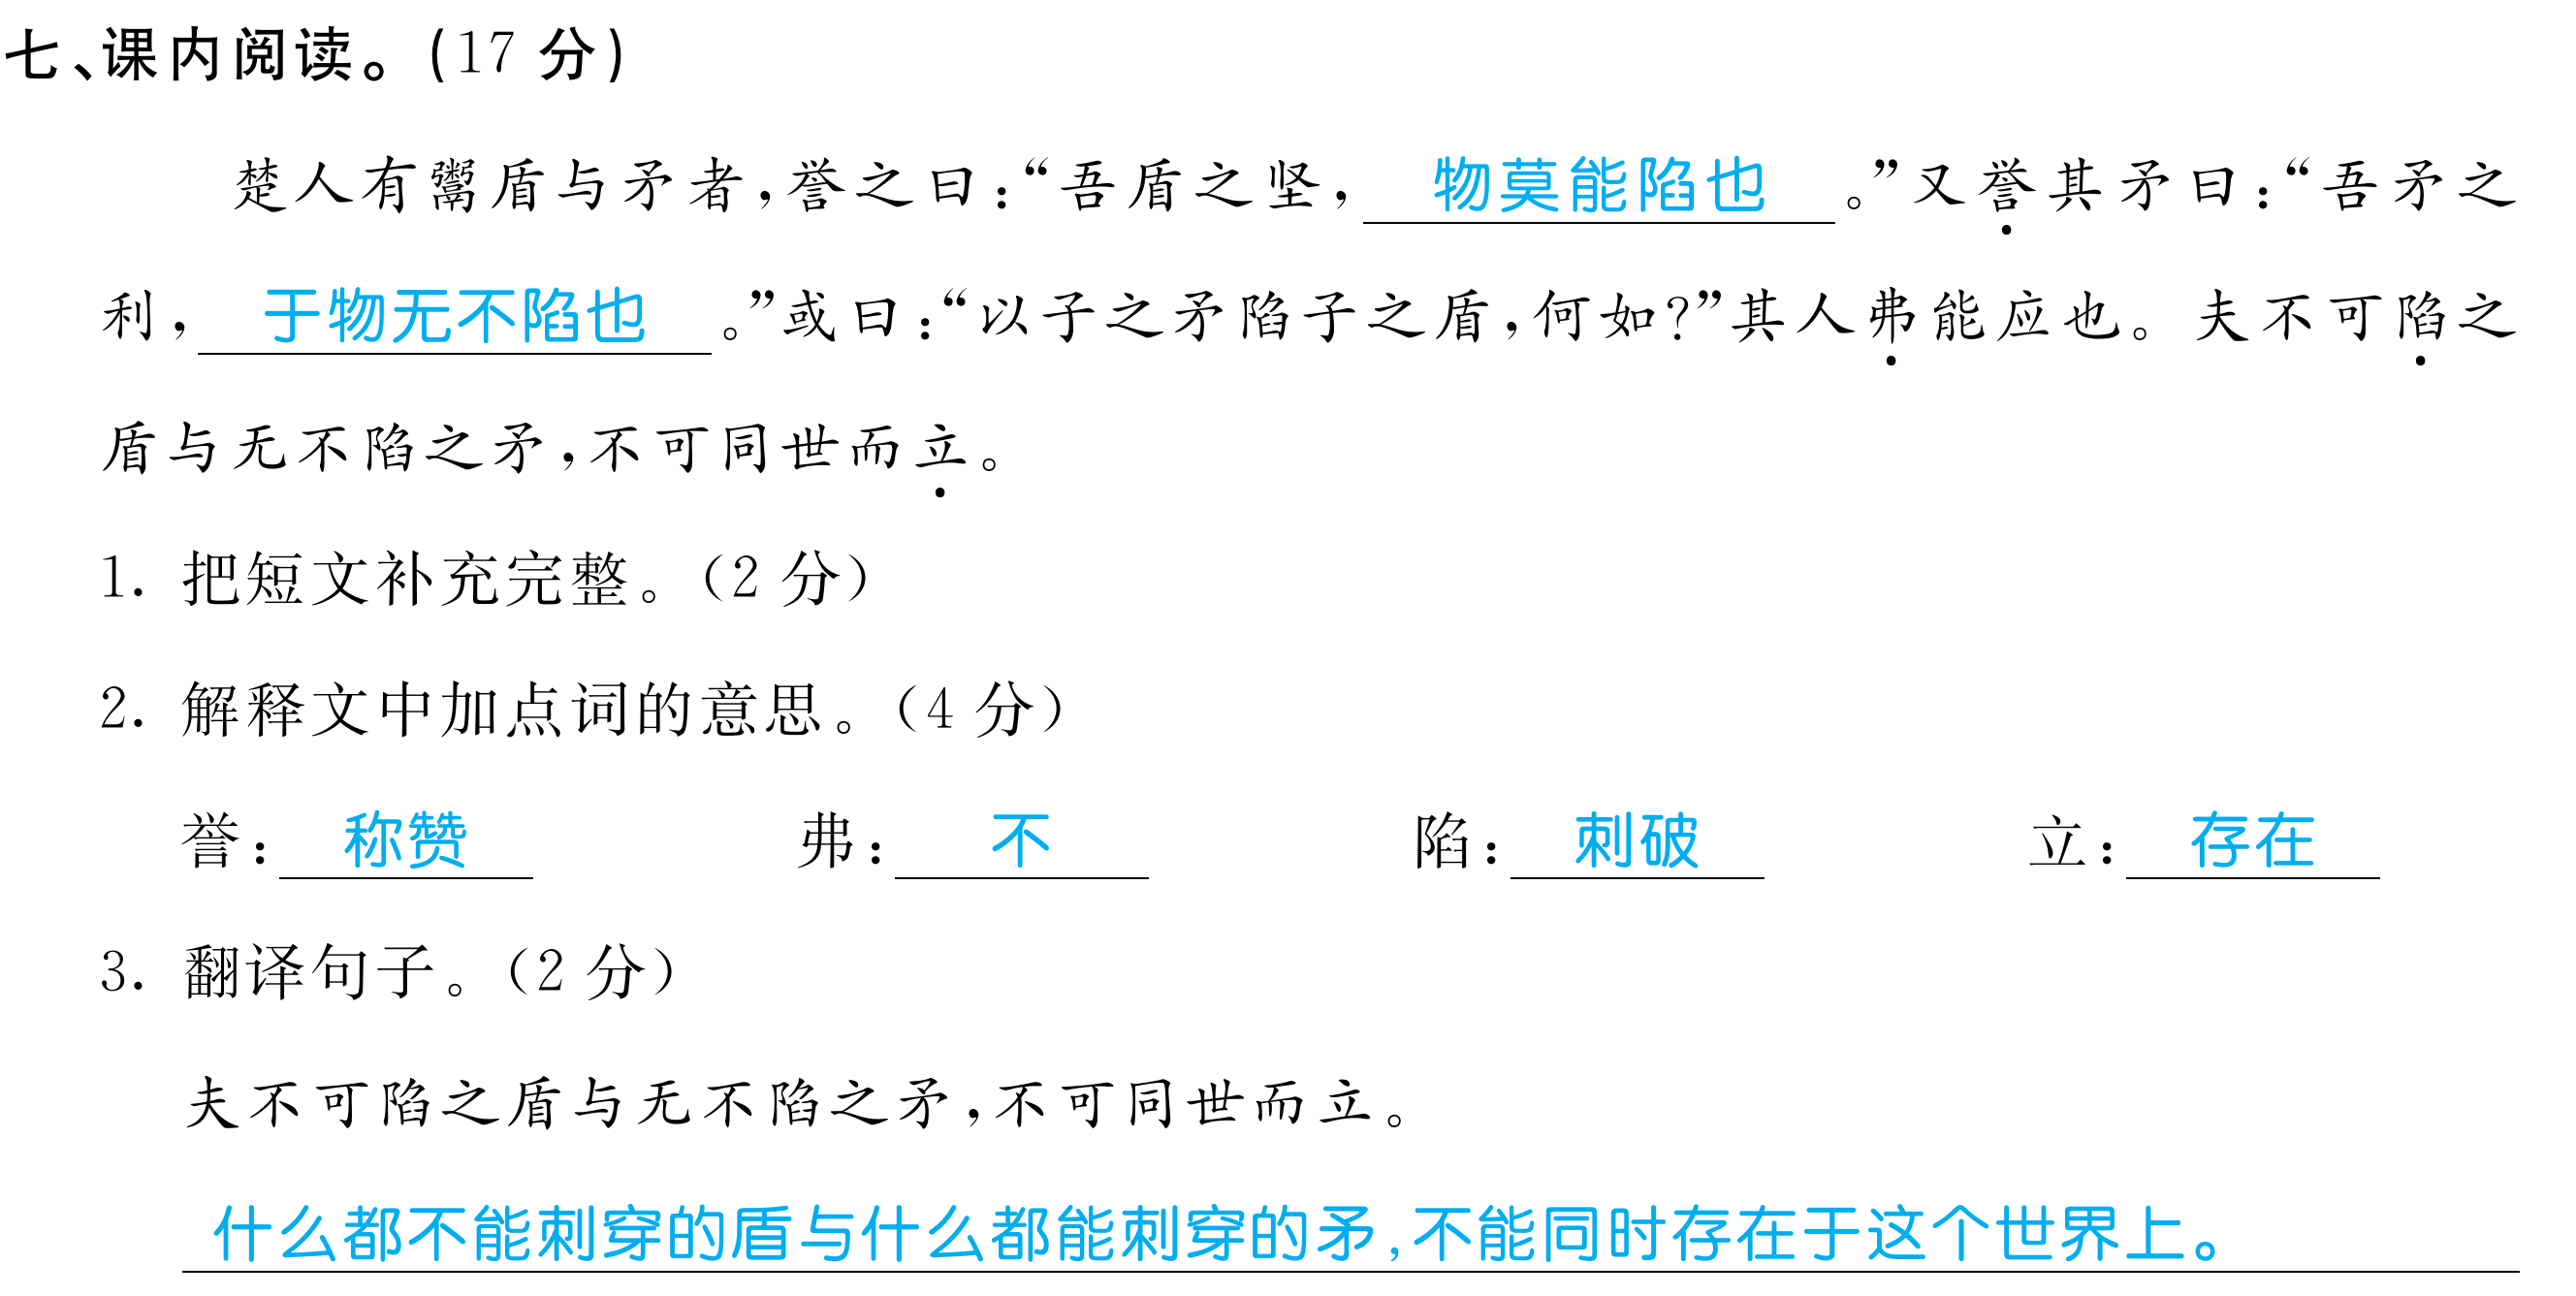 七、课内阅读。(17 分)
楚人有鬻盾与矛者,誉之曰:“吾盾之坚, 物莫能陷也 。”又誉其矛曰:“吾矛之
利, 于物无不陷也 。”或曰:“以子之矛陷子之盾,何如?”其人弗能应也。夫不可陷之
盾与无不陷之矛,不可同世而立。
1. 把短文补充完整。(2 分)
2. 解释文中加点词的意思。(4 分)
誉: 称赞 弗: 不 陷: 刺破 立: 存在
3. 翻译句子。(2 分)
夫不可陷之盾与无不陷之矛,不可同世而立。
什么都不能刺穿的盾与什么都能刺穿的矛,不能同时存在于这个世界上。